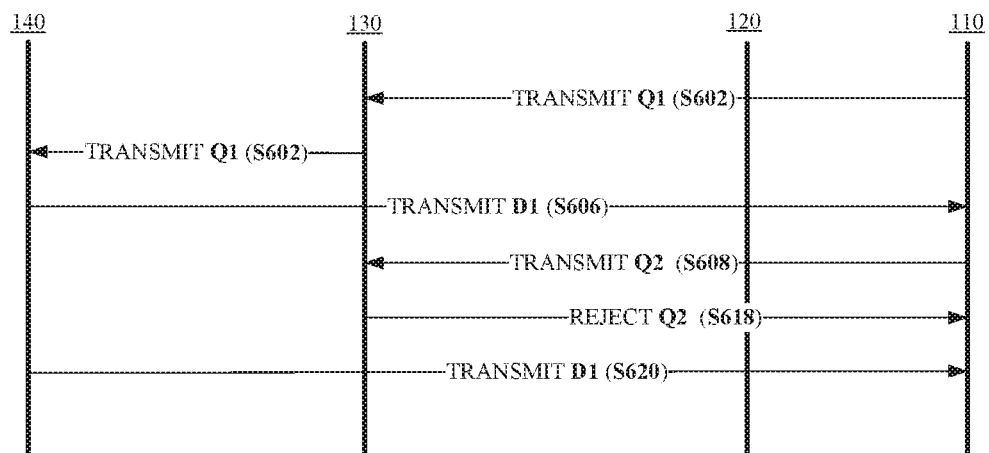 140 130 120 110
TRANSMIT Q1 (S602)
TRANSMIT Q1 (S602)
TRANSMIT D1 (S606)
TRANSMIT Q2 (S608)
REJECT Q2 (S618)
TRANSMIT D1 (S620)